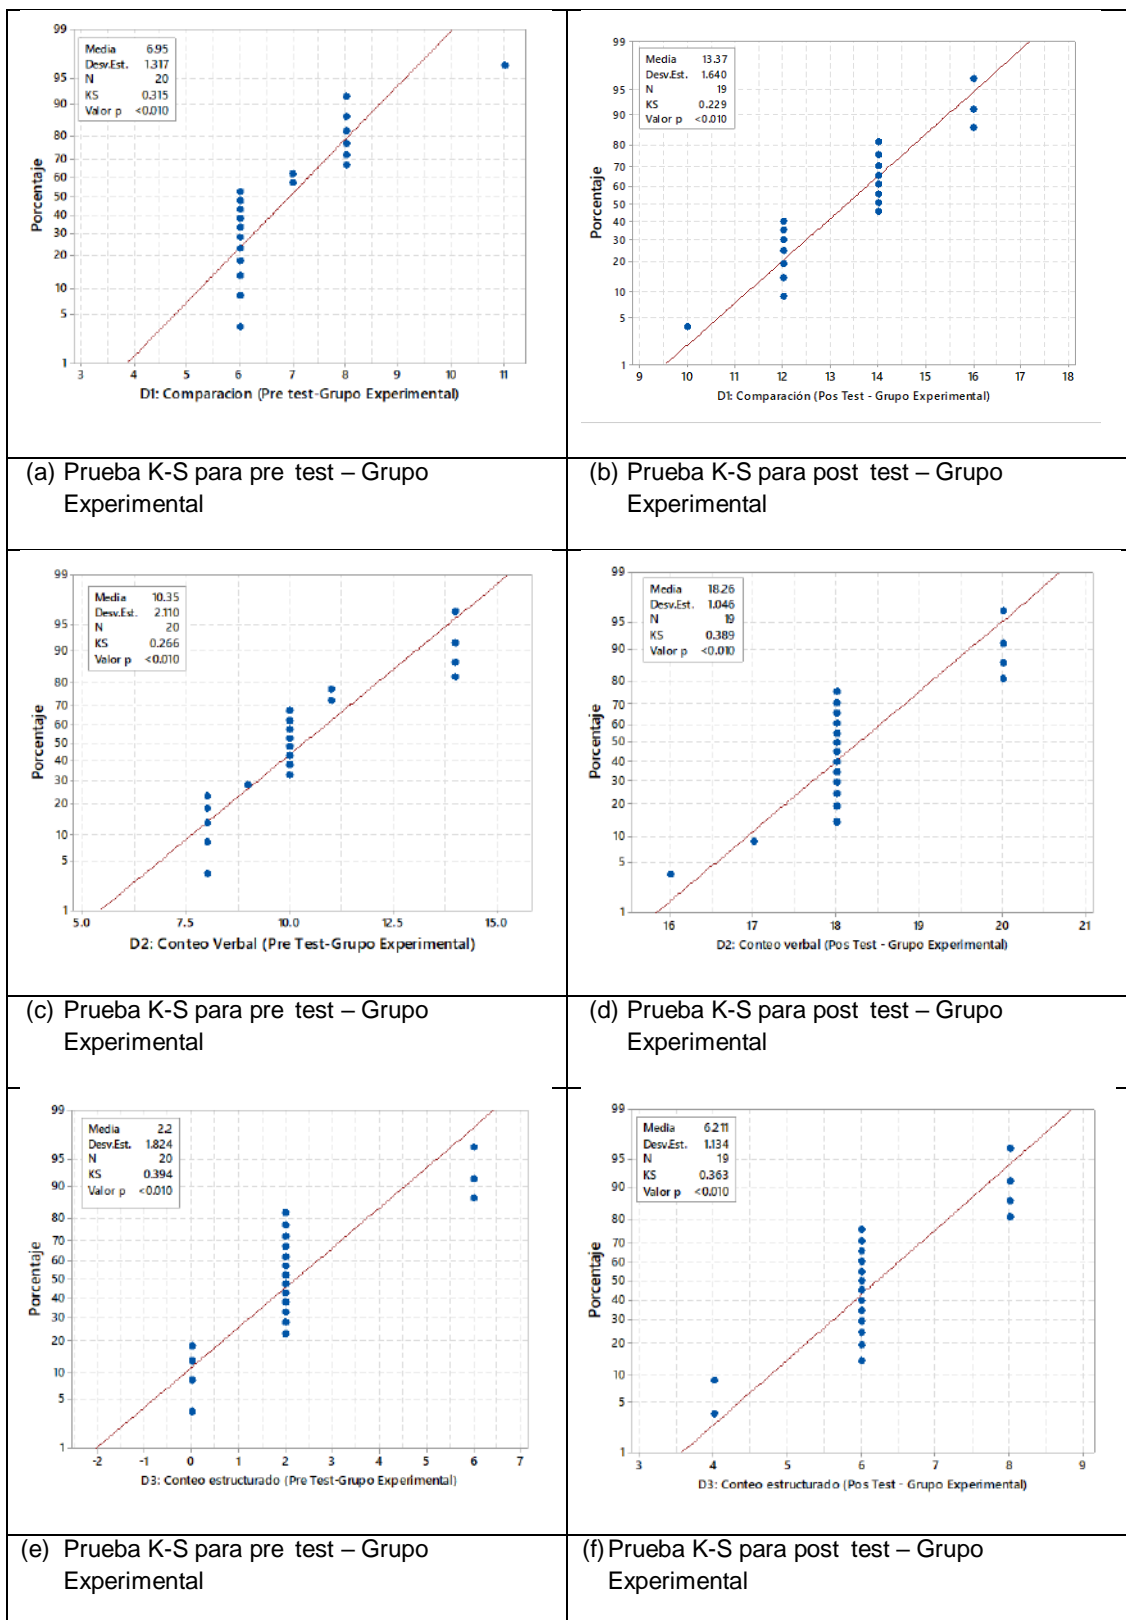 99
95
90
80
70
60
50
40
30
20
10
5
1
Porcentaje
Media 6.95
Desv.Est. 1.317
N 20
KS 0.315
Valor p <0.010
3 4 5 6 7 8 9 10 11
D1: Comparacion (Pre test-Grupo Experimental)
99
95
90
80
70
60
50
40
30
20
10
5
1
Porcentaje
Media 13.37
Desv.Est. 1.640
N 19
KS 0.229
Valor p <0.010
9 10 11 12 13 14 15 16 17 18
D1: Comparación (Pos Test - Grupo Experimental)
(a) Prueba K-S para pre test – Grupo
Experimental
(b) Prueba K-S para post test – Grupo
Experimental
99
95
90
80
70
60
50
40
30
20
10
5
1
Porcentaje
Media 10.35
Desv.Est. 2.110
N 20
KS 0.266
Valor p <0.010
5.0 7.5 10.0 12.5 15.0
D2: Conteo Verbal (Pre Test-Grupo Experimental)
99
95
90
80
70
60
50
40
30
20
10
5
1
Porcentaje
Media 18.26
Desv.Est. 1.046
N 19
KS 0.389
Valor p <0.010
16 17 18 19 20 21
D2: Conteo verbal (Pos Test - Grupo Experimental)
(c) Prueba K-S para pre test – Grupo
Experimental
(d) Prueba K-S para post test – Grupo
Experimental
99
95
90
80
70
60
50
40
30
20
10
5
1
Porcentaje
Media 2.2
Desv.Est. 1.824
N 20
KS 0.394
Valor p <0.010
-2 -1 0 1 2 3 4 5 6 7
D3: Conteo estructurado (Pre Test-Grupo Experimental)
99
95
90
80
70
60
50
40
30
20
10
5
1
Porcentaje
Media 6.211
Desv.Est. 1.134
N 19
KS 0.363
Valor p <0.010
3 4 5 6 7 8 9
D3: Conteo estructurado (Pos Test - Grupo Experimental)
(e) Prueba K-S para pre test – Grupo
Experimental
(f) Prueba K-S para post test – Grupo
Experimental